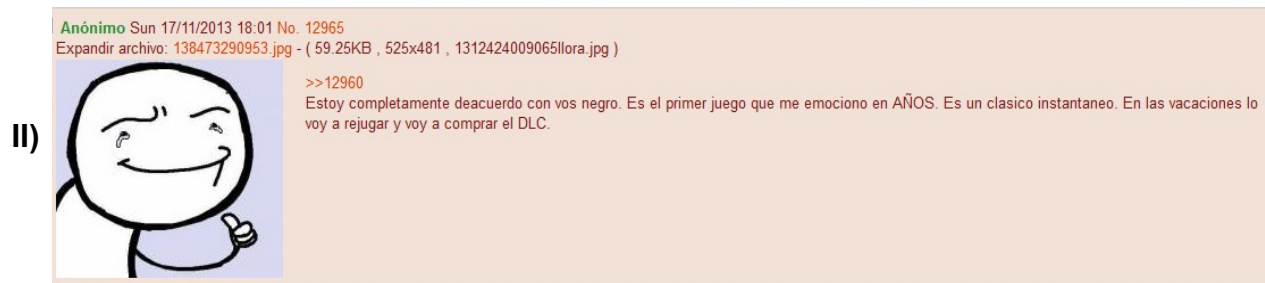 Anónimo Sun 17/11/2013 18:01 No. 12965
Expandir archivo: 138473290953.jpg - ( 59.25KB , 525x481 , 1312424009065llora.jpg )
>>12960
Estoy completamente deacuerdo con vos negro. Es el primer juego que me emociono en AÑOS. Es un clasico instantaneo. En las vacaciones lo
voy a rejugar y voy a comprar el DLC.
II)